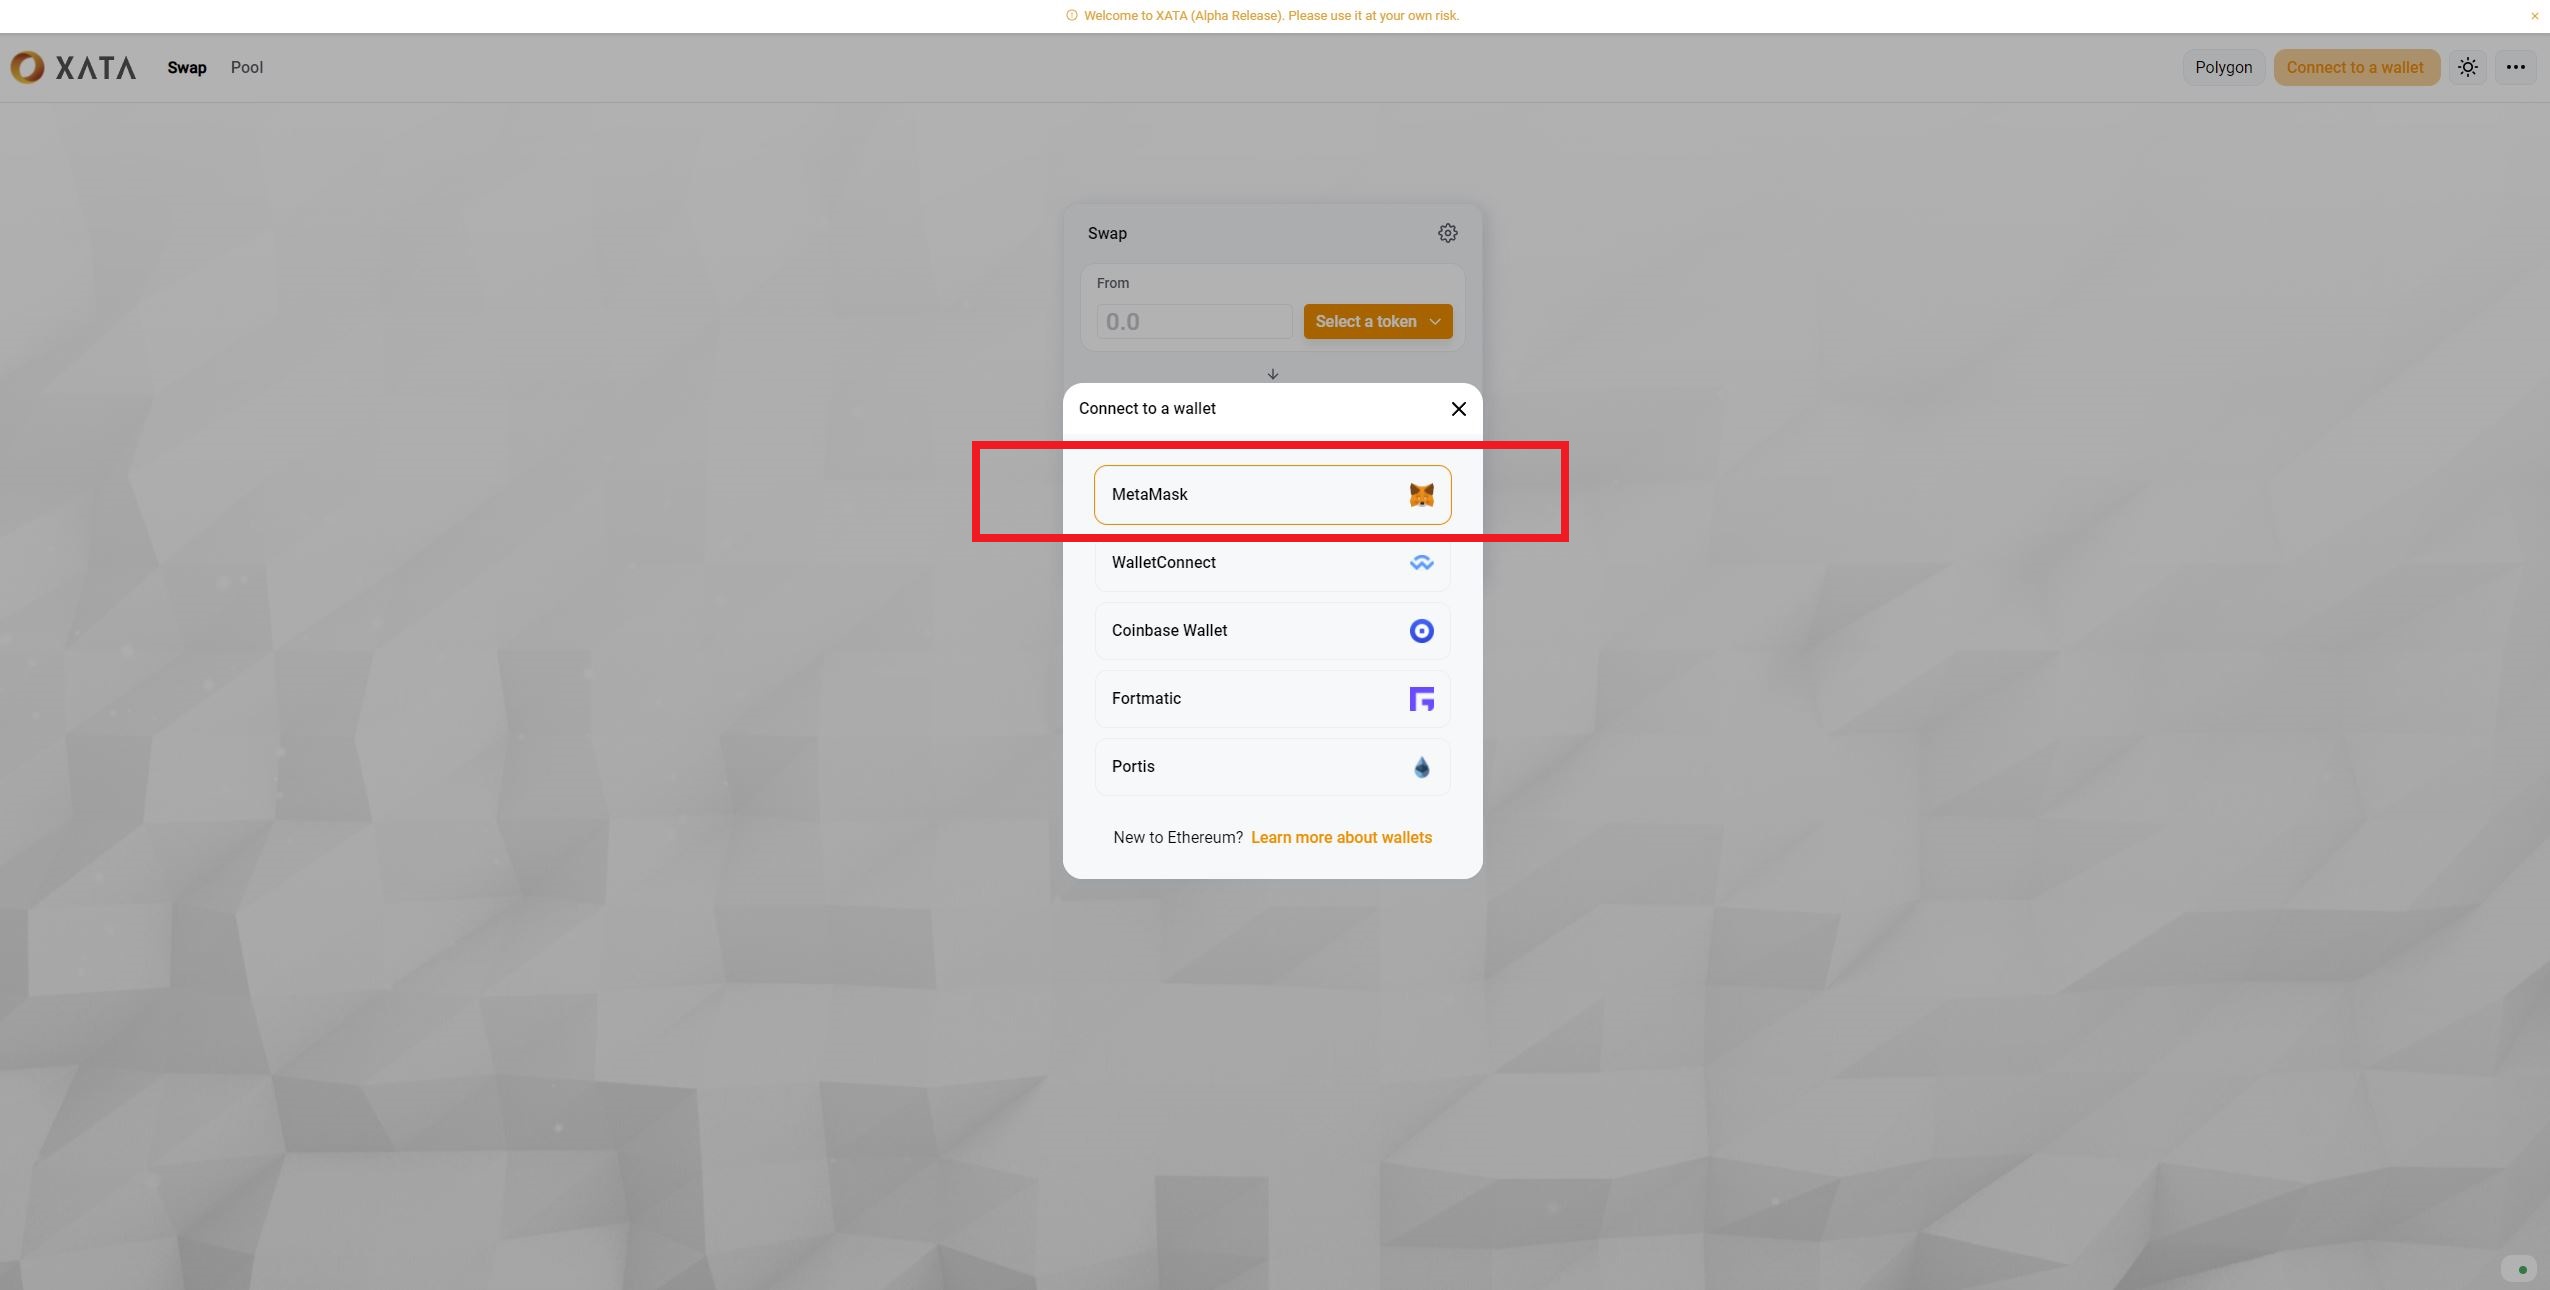 Welcome to XATA (Alpha Release). Please use it at your own risk.
XATA
Swap
Pool
Polygon
Connect to a wallet
Swap
From
0.0
Select a token
Connect to a wallet
MetaMask
WalletConnect
Coinbase Wallet
Fortmatic
Portis
New to Ethereum? Learn more about wallets